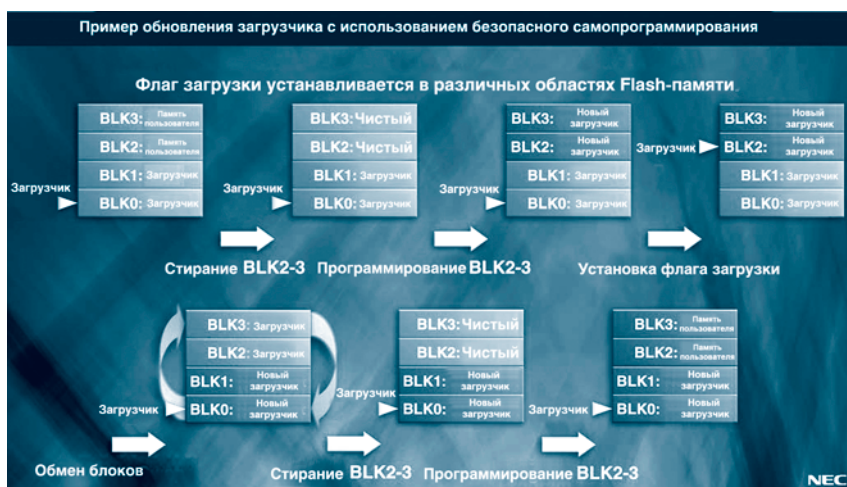 Пример обновления загрузчика с использованием безопасного самопрограммирования
Флаг загрузки устанавливается в различных областях Flash-памяти
BLK3: Память пользователя
BLK2: Память пользователя
BLK1: Загрузчик
Загрузчик
BLK0: Загрузчик
BLK3: Чистый
BLK2: Чистый
BLK1: Загрузчик
Загрузчик
BLK0: Загрузчик
BLK3: Новый загрузчик
BLK2: Новый загрузчик
BLK1: Загрузчик
Загрузчик
BLK0: Загрузчик
BLK3: Новый загрузчик
Загрузчик
BLK2: Новый загрузчик
BLK1: Загрузчик
BLK0: Загрузчик
Стирание BLK2-3
Программирование BLK2-3
Установка флага загрузки
BLK3: Загрузчик
BLK2: Загрузчик
BLK1: Новый загрузчик
Загрузчик
BLK0: Новый загрузчик
BLK3: Чистый
BLK2: Чистый
BLK1: Новый загрузчик
Загрузчик
BLK0: Новый загрузчик
BLK3: Память пользователя
BLK2: Память пользователя
BLK1: Новый загрузчик
Загрузчик
BLK0: Новый загрузчик
Обмен блоков
Стирание BLK2-3
Программирование BLK2-3
NEC